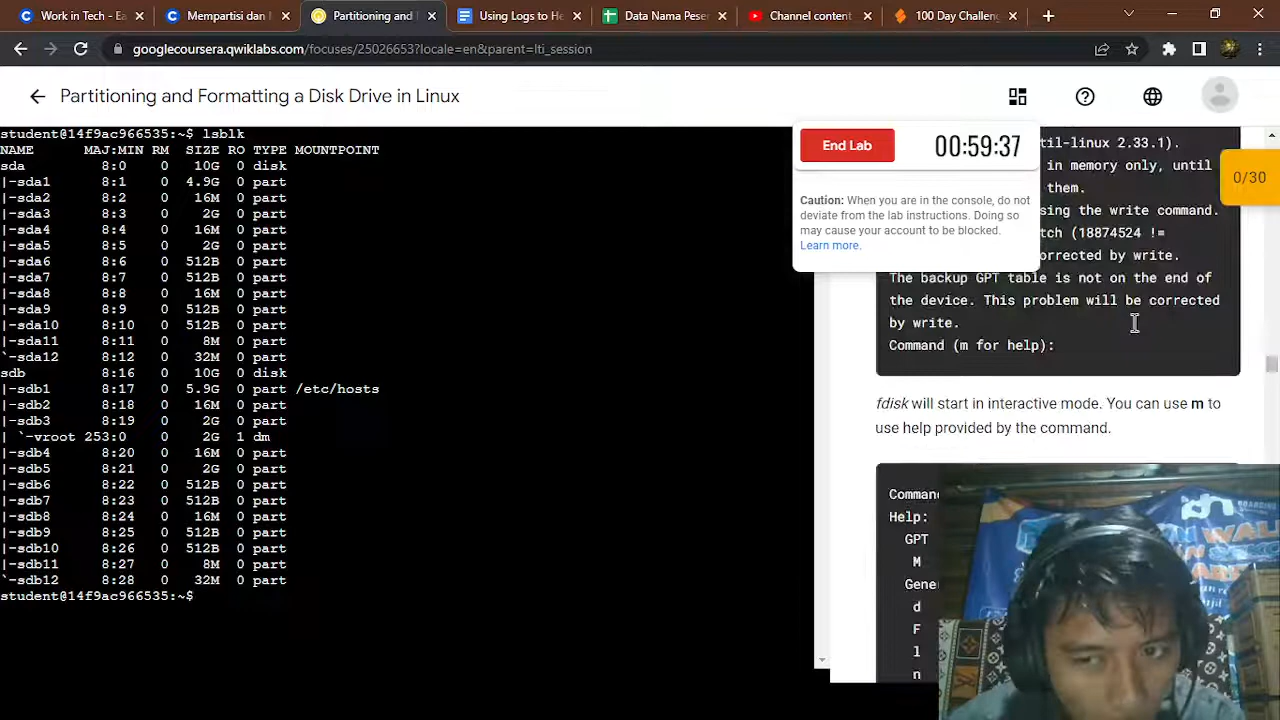 Work in Tech - Ea
Mempartisi dan
Partitioning and
Using Logs to He
Data Nama Peser
Channel content
100 Day Challeng
googlecoursera.qwiklabs.com/focuses/25026653?locale=en&parent=lti_session
Partitioning and Formatting a Disk Drive in Linux
student@14f9ac966535:~$ lsblk
NAME MAJ:MIN RM SIZE RO TYPE MOUNTPOINT
sda 8:0 0 10G 0 disk
|-sda1 8:1 0 4.9G 0 part
|-sda2 8:2 0 16M 0 part
|-sda3 8:3 0 2G 0 part
|-sda4 8:4 0 16M 0 part
|-sda5 8:5 0 2G 0 part
|-sda6 8:6 0 512B 0 part
|-sda7 8:7 0 512B 0 part
|-sda8 8:8 0 16M 0 part
|-sda9 8:9 0 512B 0 part
|-sda10 8:10 0 512B 0 part
|-sda11 8:11 0 8M 0 part
`-sda12 8:12 0 32M 0 part
sdb 8:16 0 10G 0 disk
|-sdb1 8:17 0 5.9G 0 part /etc/hosts
|-sdb2 8:18 0 16M 0 part
|-sdb3 8:19 0 2G 0 part
| `-vroot 253:0 0 2G 1 dm
|-sdb4 8:20 0 16M 0 part
|-sdb5 8:21 0 2G 0 part
|-sdb6 8:22 0 512B 0 part
|-sdb7 8:23 0 512B 0 part
|-sdb8 8:24 0 16M 0 part
|-sdb9 8:25 0 512B 0 part
|-sdb10 8:26 0 512B 0 part
|-sdb11 8:27 0 8M 0 part
`-sdb12 8:28 0 32M 0 part
student@14f9ac966535:~$
End Lab
00:59:37
Caution: When you are in the console, do not
deviate from the lab instructions. Doing so
may cause your account to be blocked.
Learn more.
0/30
til-linux 2.33.1).
in memory only, until
them.
sing the write command.
tch (18874524 !=
orrected by write.
The backup GPT table is not on the end of
the device. This problem will be corrected
by write.
Command (m for help):
fdisk will start in interactive mode. You can use m to
use help provided by the command.
Comman
Help:
GPT
M
Gene
d
F
l
n